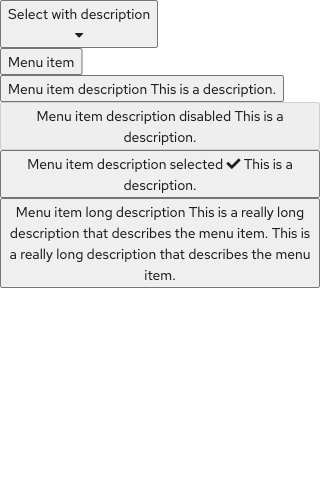 Select with description
Menu item
Menu item description This is a description.
Menu item description disabled This is a
description.
Menu item description selected ✔ This is a
description.
Menu item long description This is a really long
description that describes the menu item. This is
a really long description that describes the menu
item.